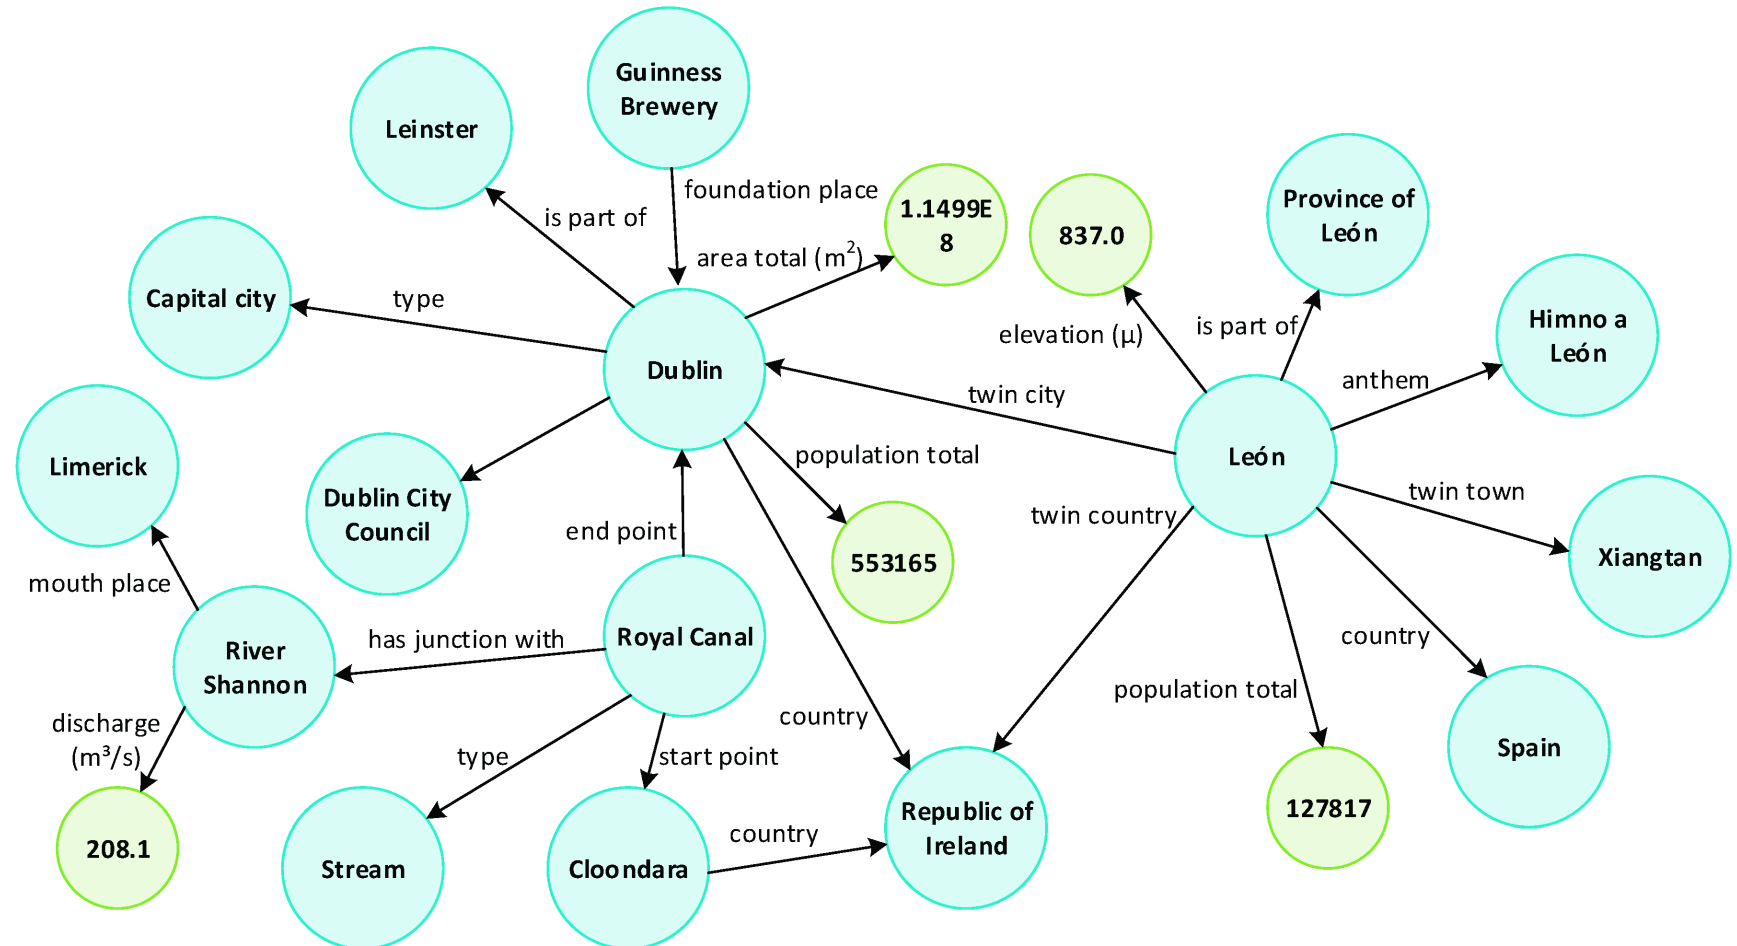 Guinness
Brewery
Leinster
foundation place
Province of
León
is part of
1.1499E
8
837.0
area total (m²)
Capital city
type
elevation (µ)
is part of
Himno a
León
Dublin
anthem
twin city
León
Limerick
population total
Dublin City
Council
twin town
twin country
end point
553165
Xiangtan
mouth place
has junction with
Royal Canal
country
River
Shannon
population total
discharge
(m³/s)
country
type
start point
Spain
Republic of
Ireland
127817
country
208.1
Stream
Cloondara